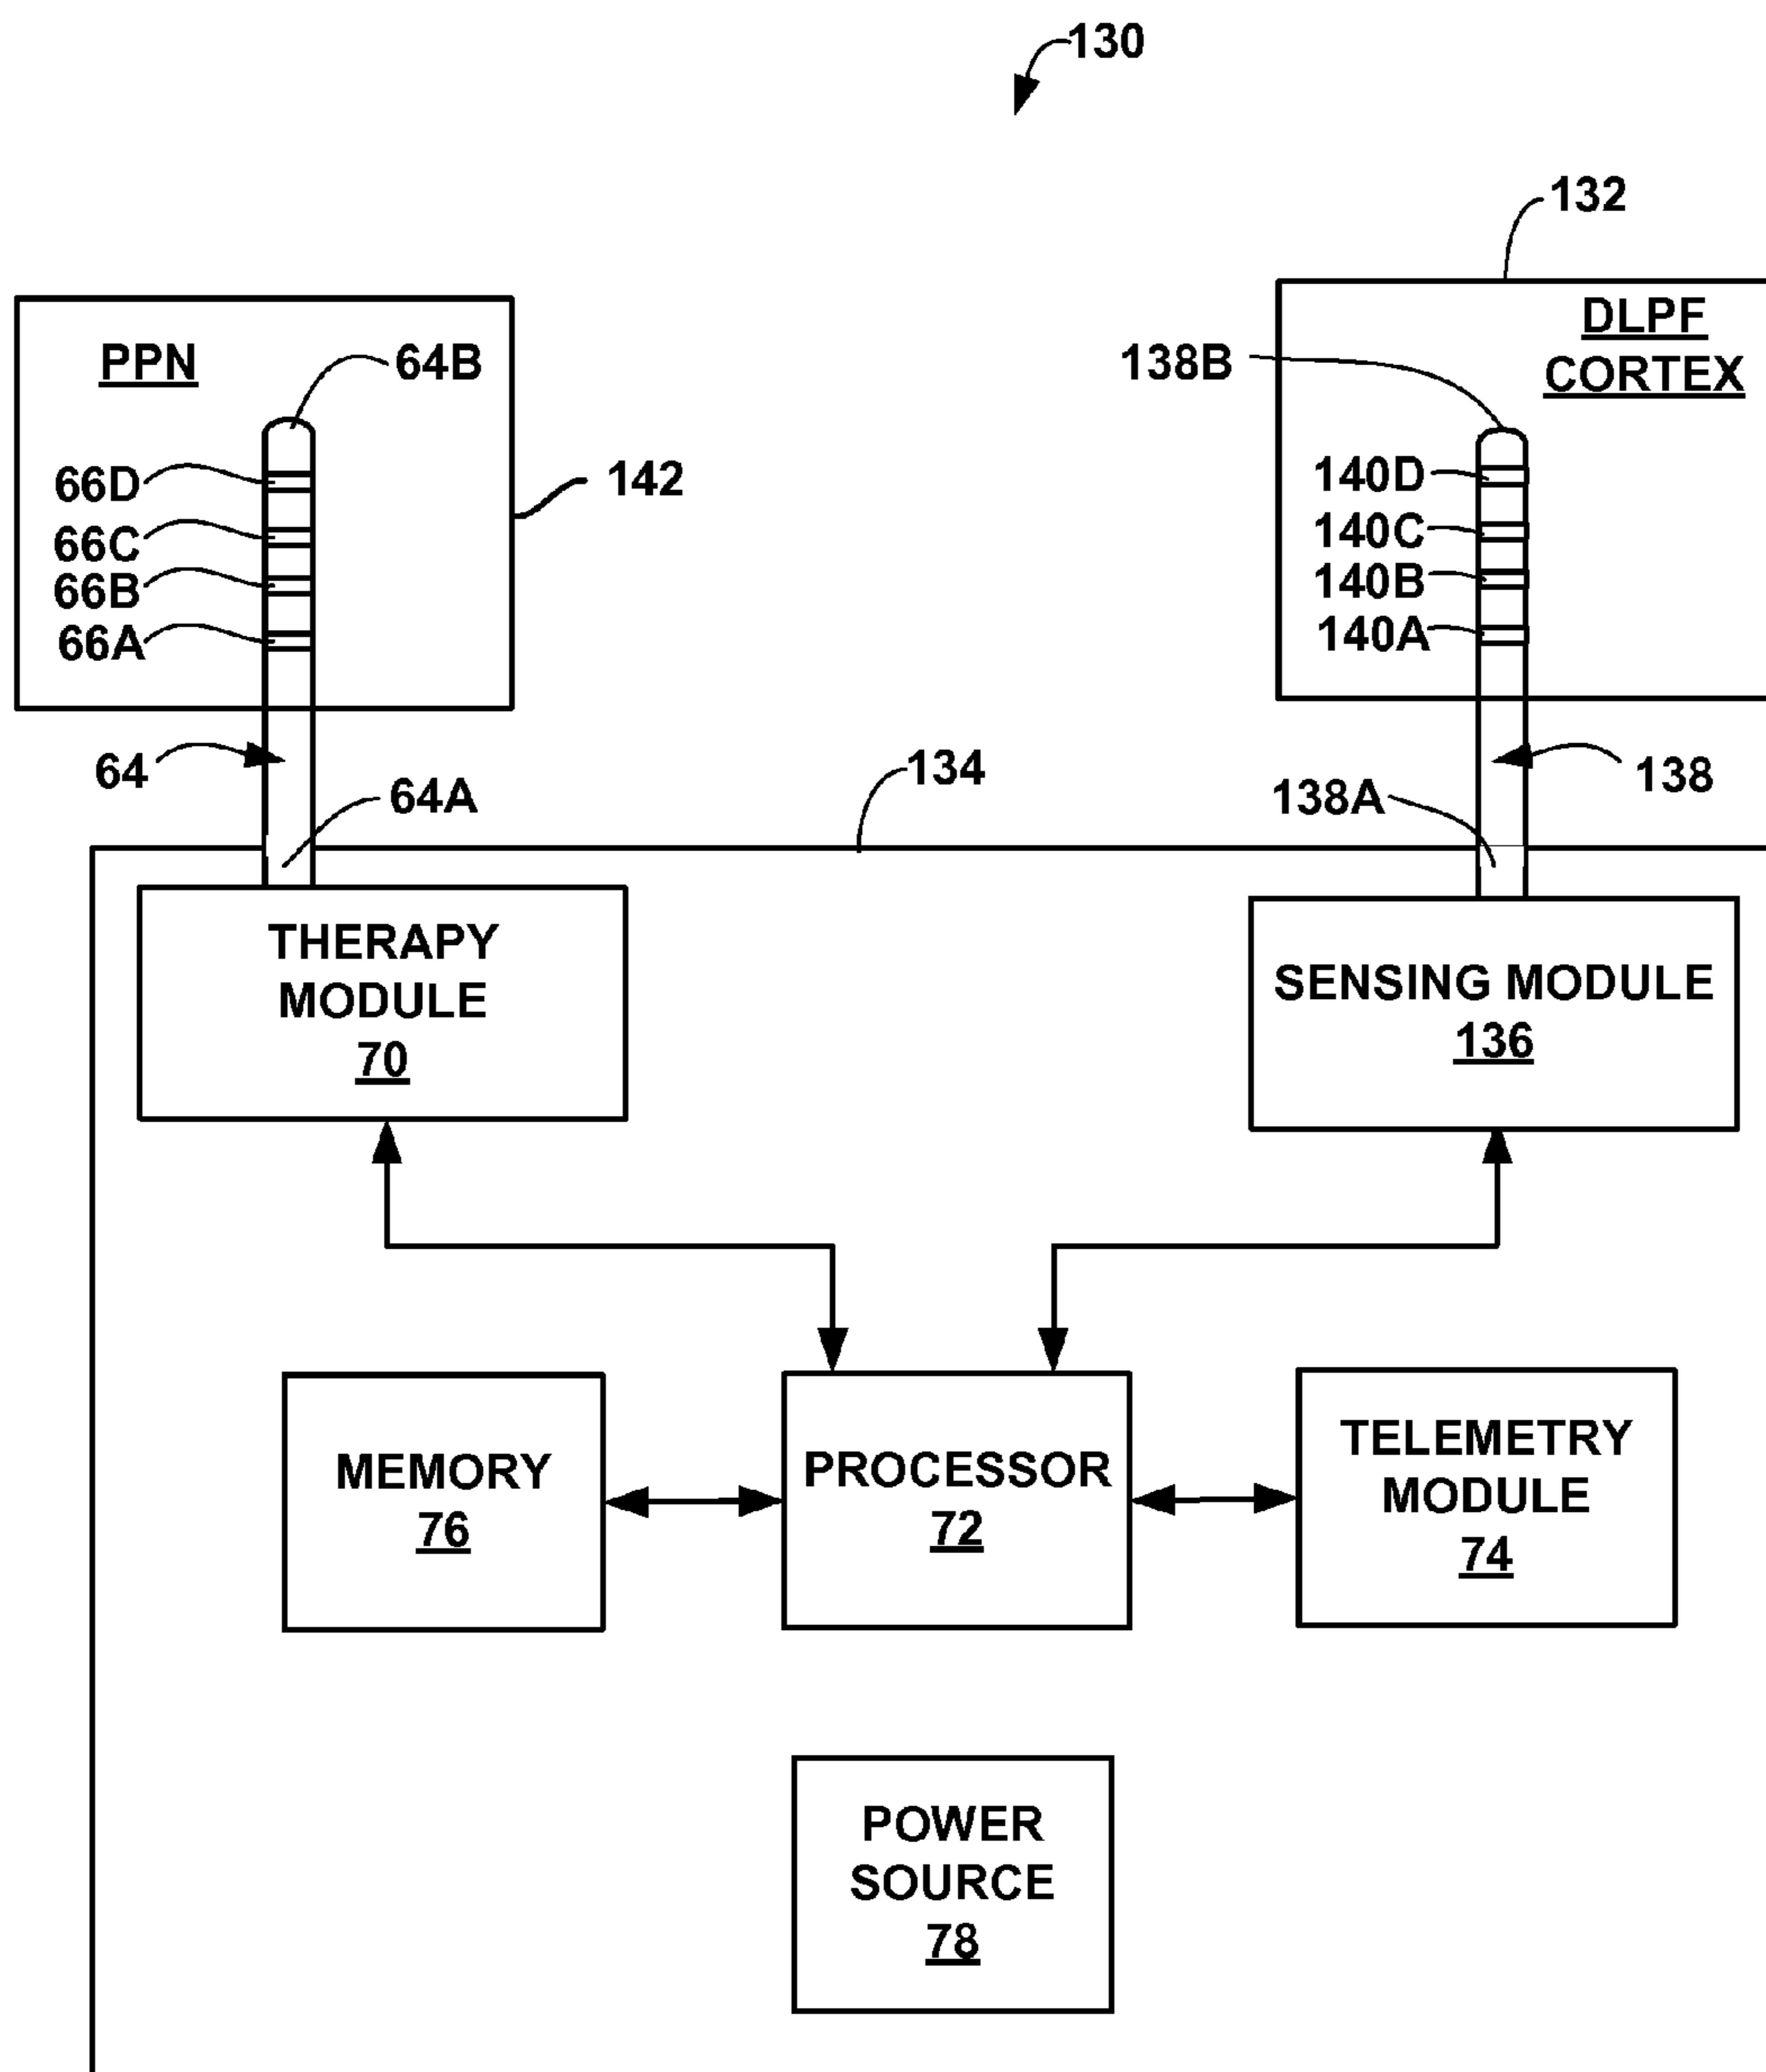 130
132
PPN
64B
138B
DLPF
CORTEX
66D
142
140D
66C
140C
66B
140B
66A
140A
64
134
138
64A
138A
THERAPY
MODULE
70
SENSING MODULE
136
MEMORY
76
PROCESSOR
72
TELEMETRY
MODULE
74
POWER
SOURCE
78